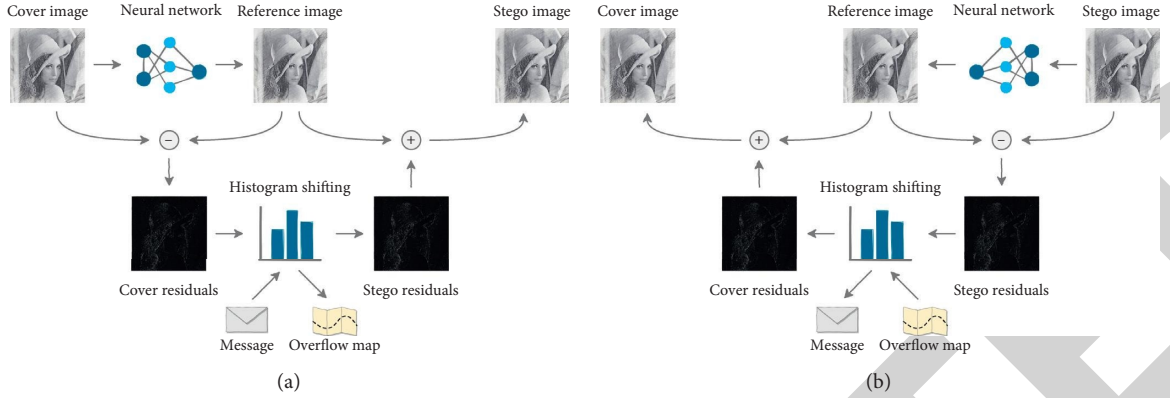 Cover image
Neural network
Reference image
Stego image
−
+
Histogram shifting
Cover residuals
Stego residuals
Message
Overflow map
(a)
Cover image
Reference image
Neural network
Stego image
+
−
Histogram shifting
Cover residuals
Stego residuals
Message
Overflow map
(b)